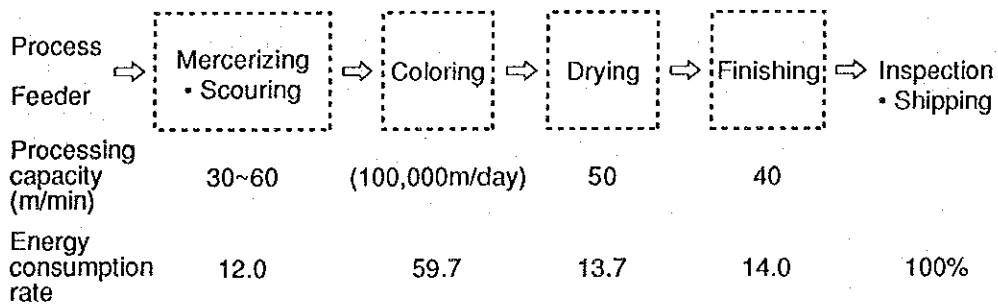 Process
Feeder
⇨ Mercerizing
• Scouring
⇨ Coloring
⇨ Drying
⇨ Finishing
⇨ Inspection
• Shipping
Processing
capacity
(m/min)
30~60 (100,000m/day) 50 40
Energy
consumption
rate
12.0 59.7 13.7 14.0 100%